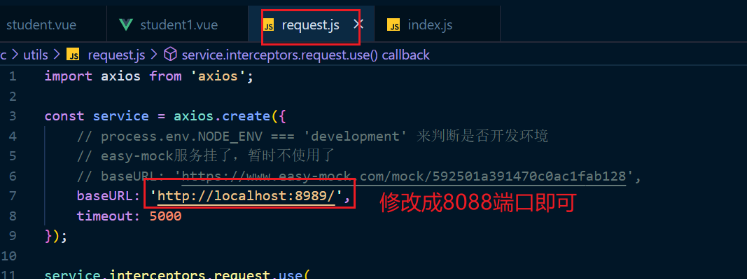 student.vue
student1.vue
JS request.js
JS index.js
c > utils > JS request.js > service.interceptors.request.use() callback
1 import axios from 'axios';
2
3 const service = axios.create({
4 // process.env.NODE_ENV === 'development' 来判断是否开发环境
5 // easy-mock服务挂了，暂时不使用了
6 // baseURL: 'https://www.easy-mock.com/mock/592501a391470c0ac1fab128',
7 baseURL: 'http://localhost:8989/',
修改成8088端口即可
8 timeout: 5000
9 });
10
11 service.interceptors.request.use(